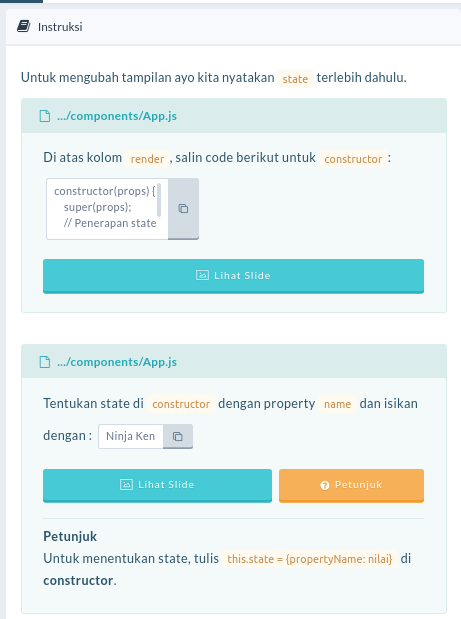 Instruksi
Untuk mengubah tampilan ayo kita nyatakan state terlebih dahulu.
.../components/App.js
Di atas kolom render , salin code berikut untuk constructor :
constructor(props) {
super(props);
// Penerapan state
Lihat Slide
.../components/App.js
Tentukan state di constructor dengan property name dan isikan
dengan : Ninja Ken
Lihat Slide
Petunjuk
Petunjuk
Untuk menentukan state, tulis this.state = {propertyName: nilai} di
constructor.